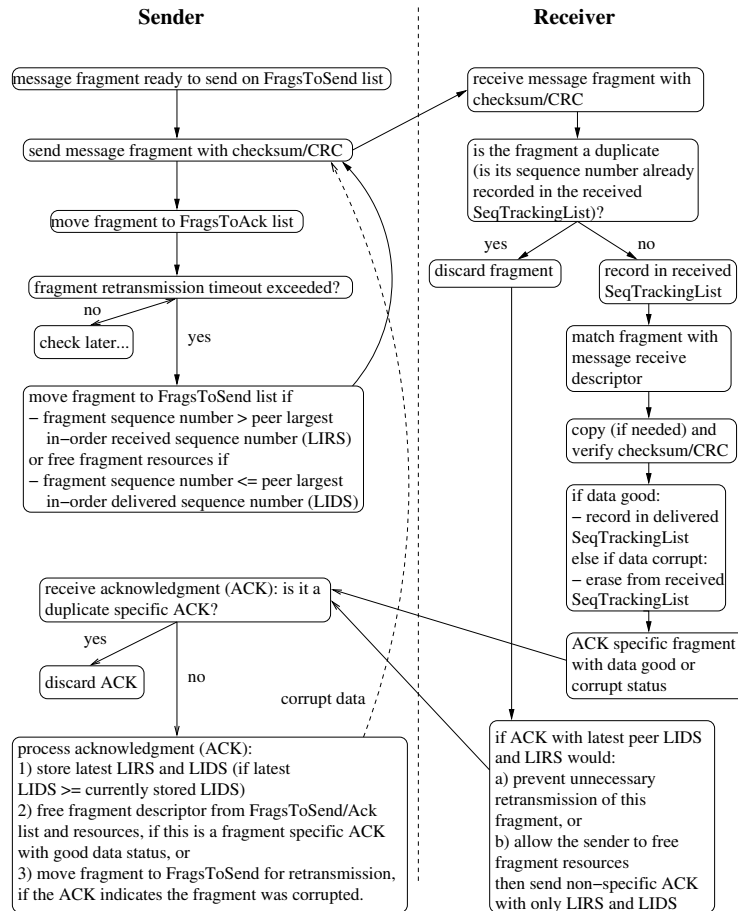 Sender
Receiver
message fragment ready to send on FragsToSend list
send message fragment with checksum/CRC
move fragment to FragsToAck list
fragment retransmission timeout exceeded?
no
check later...
yes
move fragment to FragsToSend list if
− fragment sequence number > peer largest
in−order received sequence number (LIRS)
or free fragment resources if
− fragment sequence number <= peer largest
in−order delivered sequence number (LIDS)
receive acknowledgment (ACK): is it a
duplicate specific ACK?
yes
discard ACK
no
corrupt data
process acknowledgment (ACK):
1) store latest LIRS and LIDS (if latest
LIDS >= currently stored LIDS)
2) free fragment descriptor from FragsToSend/Ack
list and resources, if this is a fragment specific ACK
with good data status, or
3) move fragment to FragsToSend for retransmission,
if the ACK indicates the fragment was corrupted.
receive message fragment with
checksum/CRC
is the fragment a duplicate
(is its sequence number already
recorded in the received
SeqTrackingList)?
yes
no
discard fragment
record in received
SeqTrackingList
match fragment with
message receive
descriptor
copy (if needed) and
verify checksum/CRC
if data good:
− record in delivered
SeqTrackingList
else if data corrupt:
− erase from received
SeqTrackingList
ACK specific fragment
with data good or
corrupt status
if ACK with latest peer LIDS
and LIRS would:
a) prevent unnecessary
retransmission of this
fragment, or
b) allow the sender to free
fragment resources
then send non−specific ACK
with only LIRS and LIDS